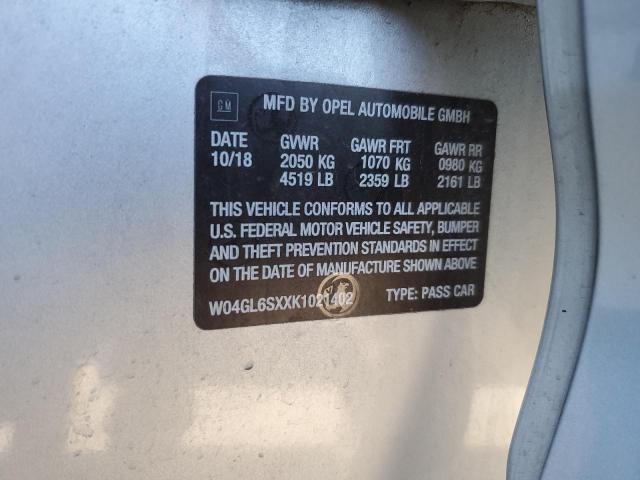 GM MFD BY OPEL AUTOMOBILE GMBH
DATE GVWR GAWR FRT GAWR RR
10/18 2050 KG 1070 KG 0980 KG
4519 LB 2359 LB 2161 LB
THIS VEHICLE CONFORMS TO ALL APPLICABLE
U.S. FEDERAL MOTOR VEHICLE SAFETY, BUMPER
AND THEFT PREVENTION STANDARDS IN EFFECT
ON THE DATE OF MANUFACTURE SHOWN ABOVE
W04GL6SXXK1021402 TYPE: PASS CAR